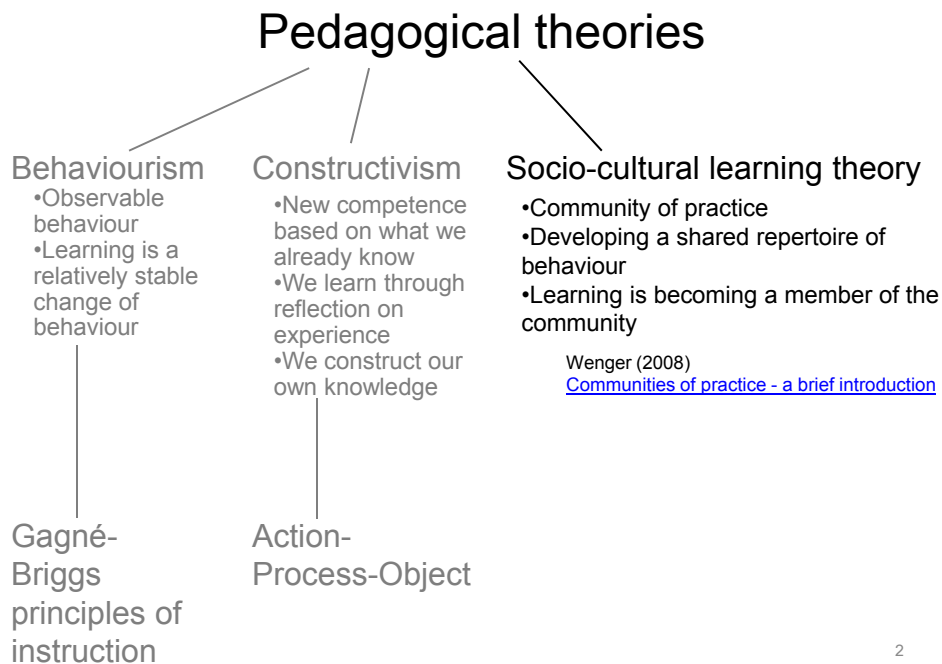 Pedagogical theories
Behaviourism
•Observable
behaviour
•Learning is a
relatively stable
change of
behaviour
Gagné-
Briggs
principles of
instruction
Constructivism
•New competence
based on what we
already know
•We learn through
reflection on
experience
•We construct our
own knowledge
Action-
Process-Object
Socio-cultural learning theory
•Community of practice
•Developing a shared repertoire of
behaviour
•Learning is becoming a member of the
community
Wenger (2008)
Communities of practice - a brief introduction
2